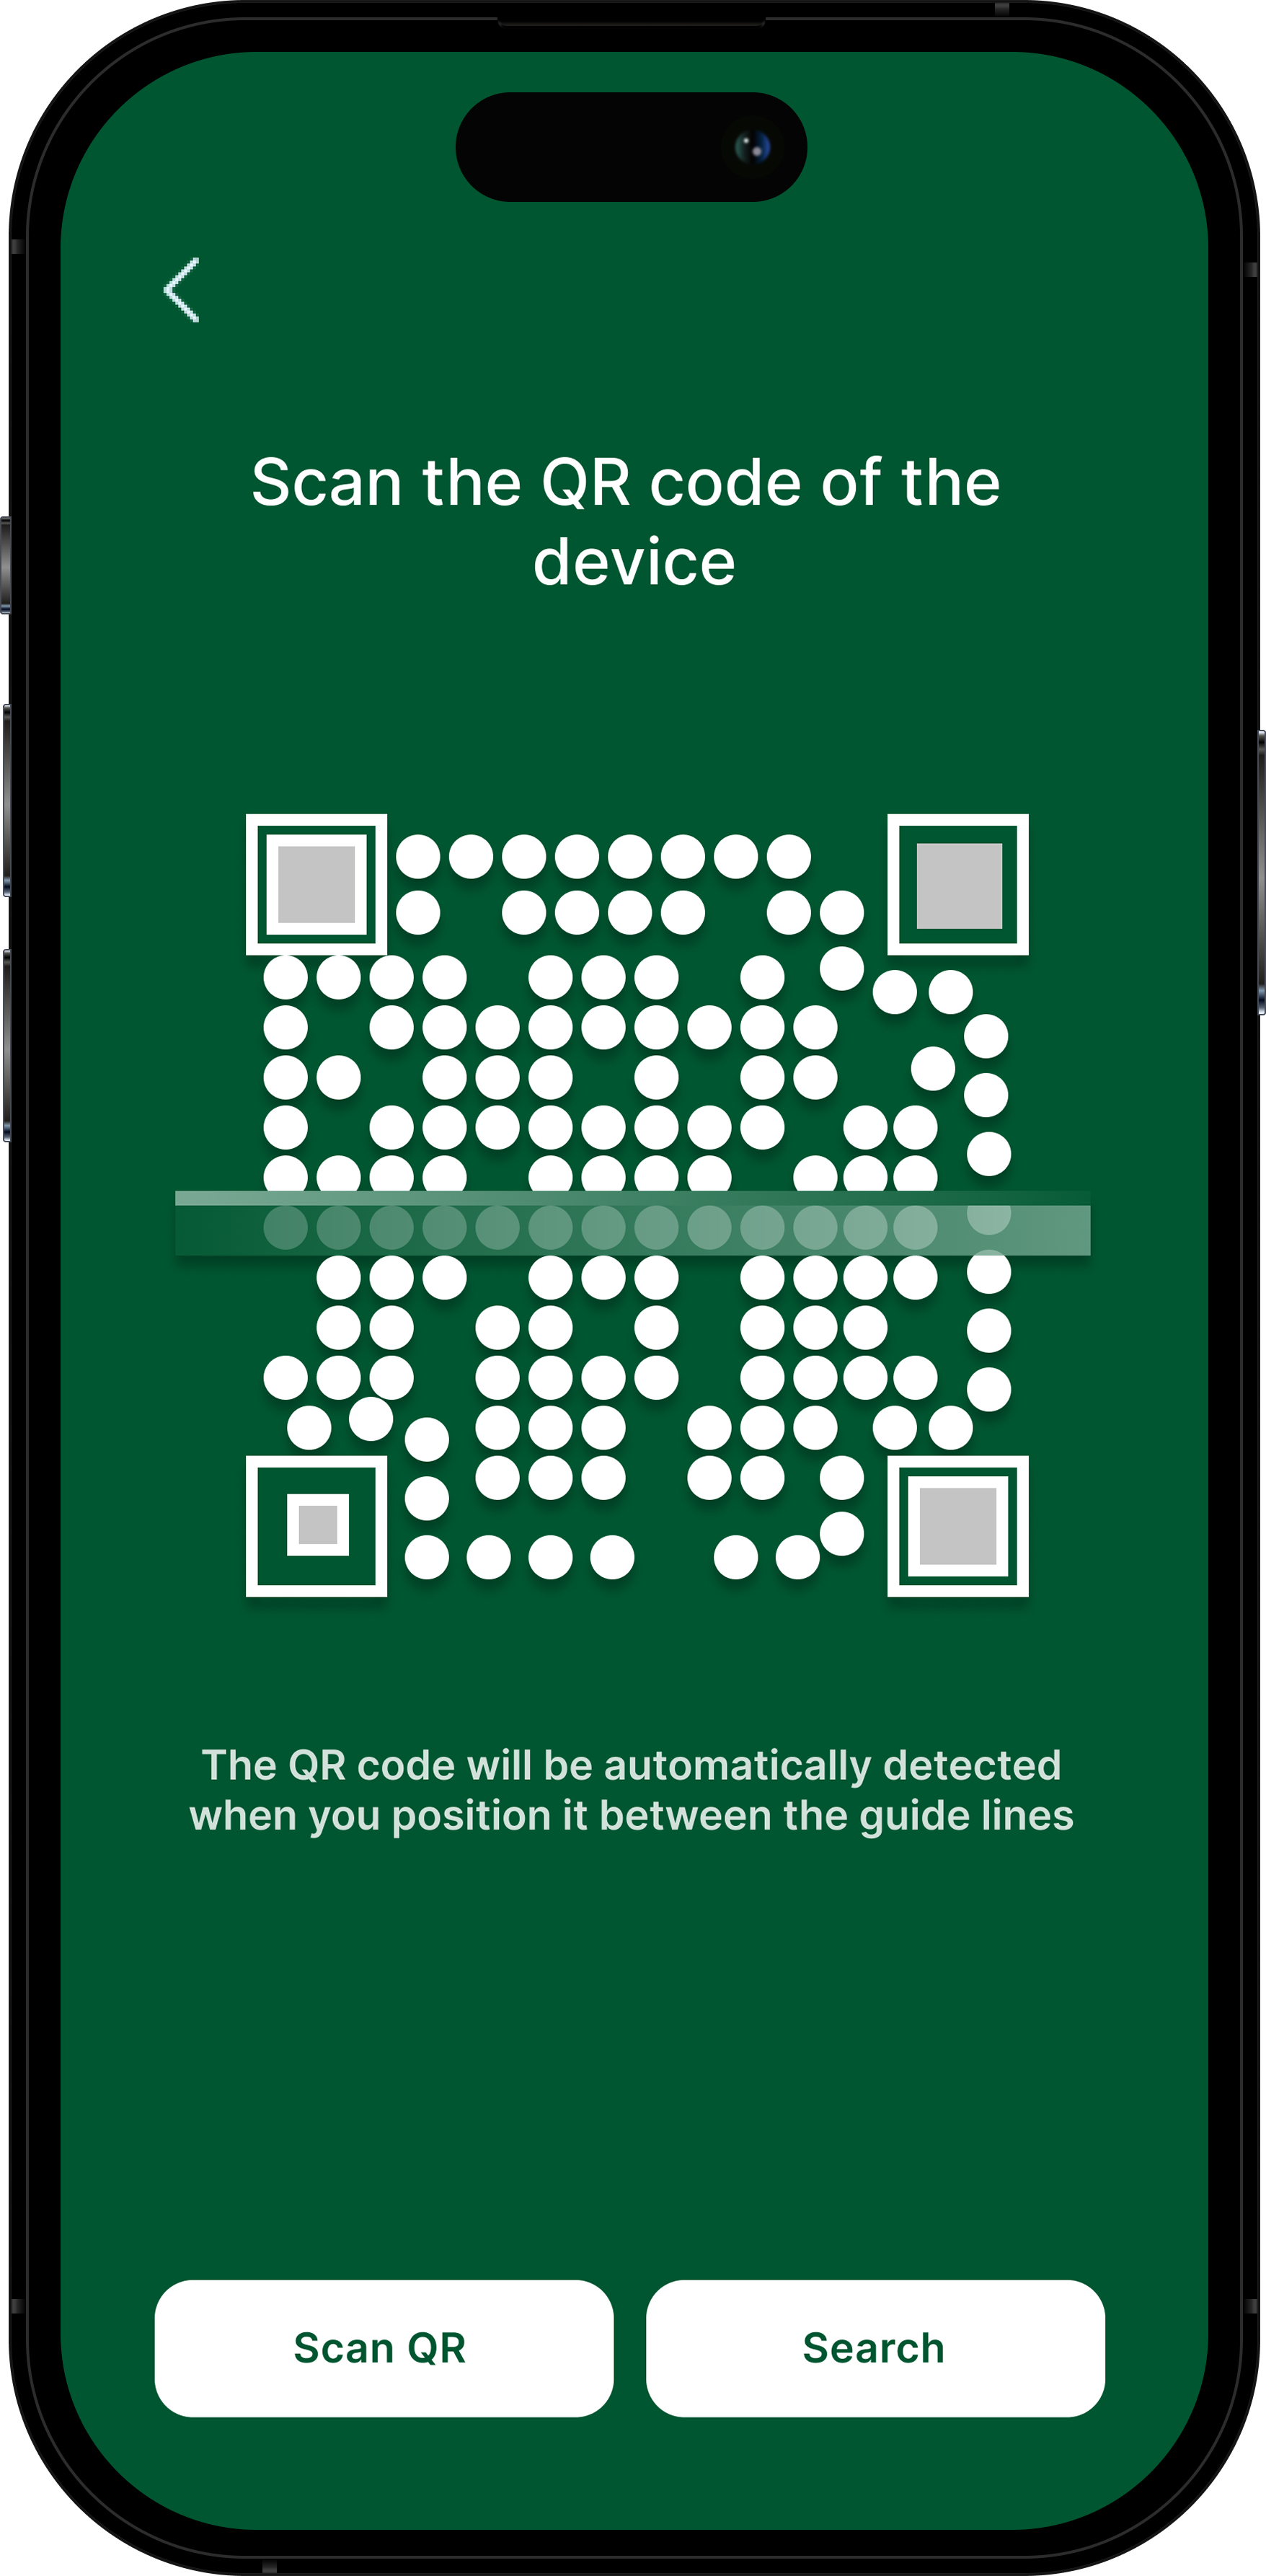 Scan the QR code of the
device
The QR code will be automatically detected
when you position it between the guide lines
Scan QR
Search